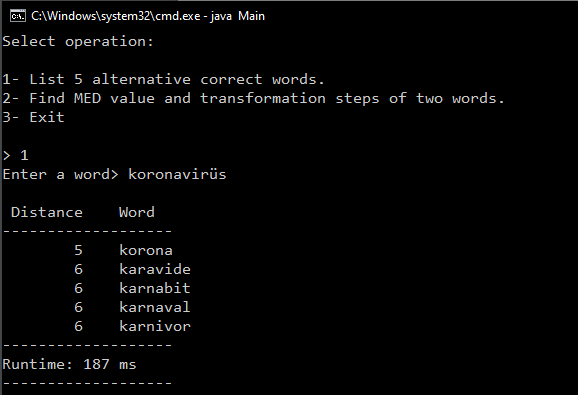 C:\Windows\system32\cmd.exe - java Main
Select operation:
1- List 5 alternative correct words.
2- Find MED value and transformation steps of two words.
3- Exit
> 1
Enter a word> koronavirüs
Distance Word
-------------------
5 korona
6 karavide
6 karnabit
6 karnaval
6 karnivor
-------------------
Runtime: 187 ms
-------------------